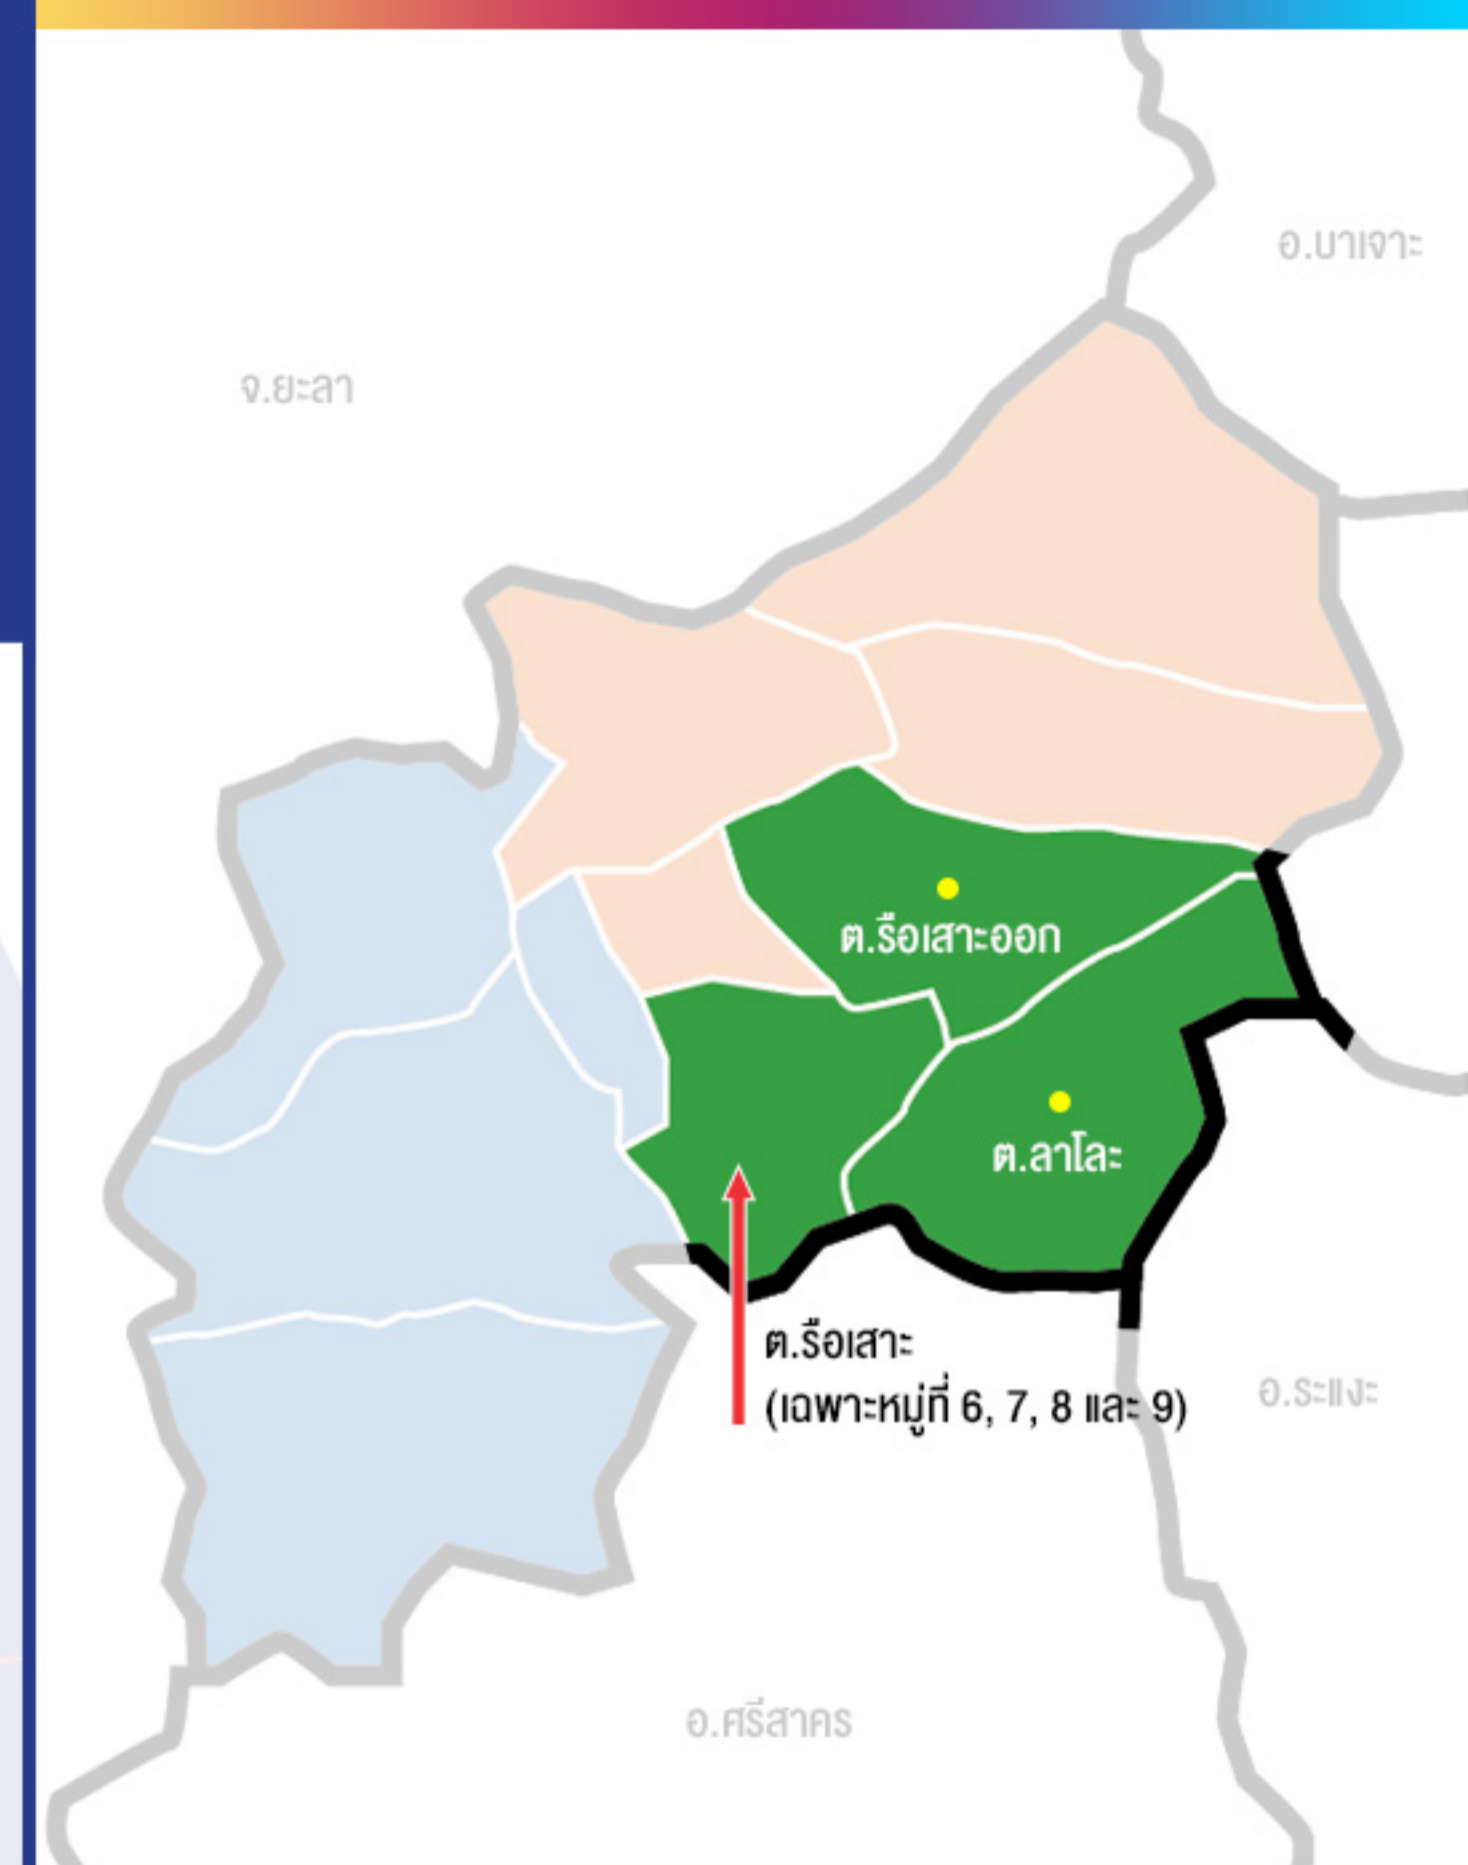 อ.บาเจาะ
จ.ยะลา
ต.รือเสาะออก
ต.ลาโละ
ต.รือเสาะ
(เฉพาะหมู่ที่ 6, 7, 8 และ 9)
อ.ระแงะ
อ.ศรีสาคร